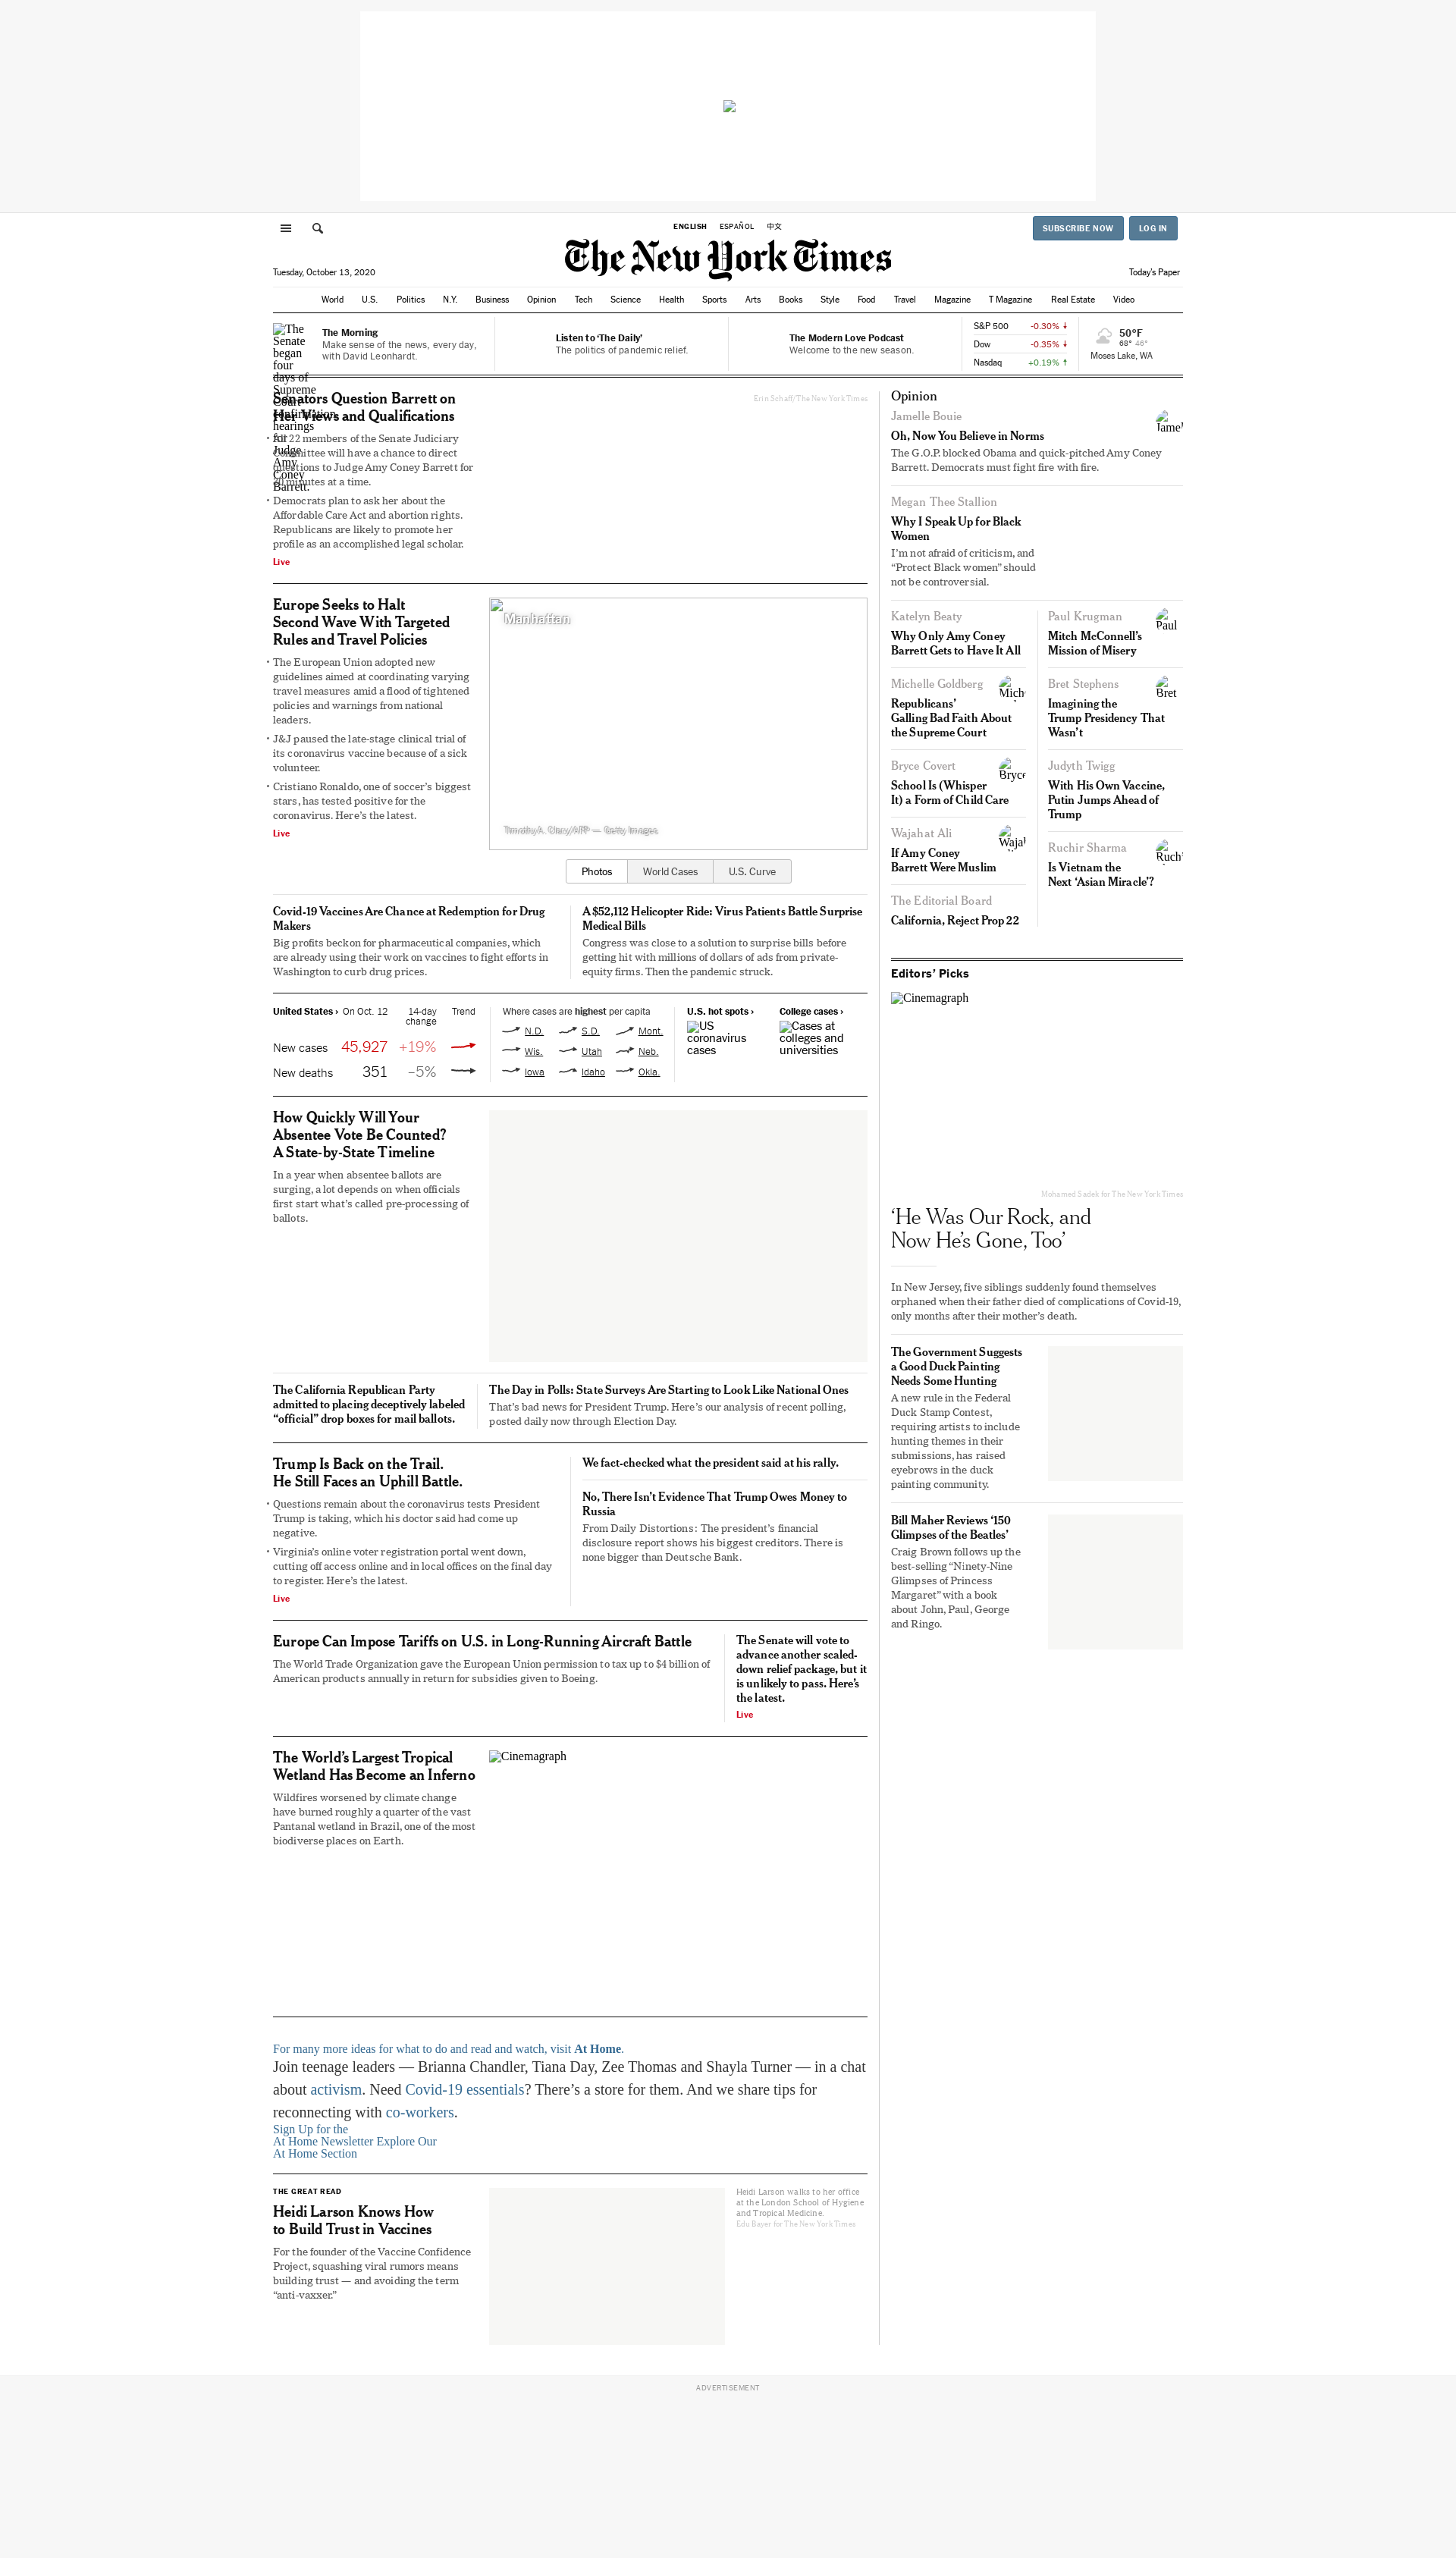 ENGLISH ESPAÑOL 中文
SUBSCRIBE NOW LOG IN
The New York Times
Tuesday, October 13, 2020
Today's Paper
World U.S. Politics N.Y. Business Opinion Tech Science Health Sports Arts Books Style Food Travel Magazine T Magazine Real Estate Video
The Senate began four days of Supreme Court confirmation hearings for Judge Amy Coney Barrett.
The Morning
Make sense of the news, every day,
with David Leonhardt.
Listen to ‘The Daily’
The politics of pandemic relief.
The Modern Love Podcast
Welcome to the new season.
S&P 500 -0.30%
Dow -0.35%
Nasdaq +0.19%
50°F
68° 46°
Moses Lake, WA
Senators Question Barrett on
Her Views and Qualifications
All 22 members of the Senate Judiciary
Committee will have a chance to direct
questions to Judge Amy Coney Barrett for
30 minutes at a time.
Democrats plan to ask her about the
Affordable Care Act and abortion rights.
Republicans are likely to promote her
profile as an accomplished legal scholar.
Live
Erin Schaff/The New York Times
Europe Seeks to Halt
Second Wave With Targeted
Rules and Travel Policies
The European Union adopted new
guidelines aimed at coordinating varying
travel measures amid a flood of tightened
policies and warnings from national
leaders.
J&J paused the late-stage clinical trial of
its coronavirus vaccine because of a sick
volunteer.
Cristiano Ronaldo, one of soccer’s biggest
stars, has tested positive for the
coronavirus. Here’s the latest.
Live
Manhattan
Timothy A. Clary/AFP — Getty Images
Photos World Cases U.S. Curve
Covid-19 Vaccines Are Chance at Redemption for Drug
Makers
Big profits beckon for pharmaceutical companies, which
are already using their work on vaccines to fight efforts in
Washington to curb drug prices.
A $52,112 Helicopter Ride: Virus Patients Battle Surprise
Medical Bills
Congress was close to a solution to surprise bills before
getting hit with millions of dollars of ads from private-
equity firms. Then the pandemic struck.
United States › On Oct. 12 14-day
change Trend
New cases 45,927 +19%
New deaths 351 –5%
Where cases are highest per capita
N.D. S.D. Mont.
Wis. Utah Neb.
Iowa Idaho Okla.
U.S. hot spots ›
US
coronavirus
cases
College cases ›
Cases at
colleges and
universities
How Quickly Will Your
Absentee Vote Be Counted?
A State-by-State Timeline
In a year when absentee ballots are
surging, a lot depends on when officials
first start what’s called pre-processing of
ballots.
The California Republican Party
admitted to placing deceptively labeled
“official” drop boxes for mail ballots.
The Day in Polls: State Surveys Are Starting to Look Like National Ones
That’s bad news for President Trump. Here’s our analysis of recent polling,
posted daily now through Election Day.
Trump Is Back on the Trail.
He Still Faces an Uphill Battle.
Questions remain about the coronavirus tests President
Trump is taking, which his doctor said had come up
negative.
Virginia’s online voter registration portal went down,
cutting off access online and in local offices on the final day
to register. Here’s the latest.
Live
We fact-checked what the president said at his rally.
No, There Isn’t Evidence That Trump Owes Money to
Russia
From Daily Distortions: The president’s financial
disclosure report shows his biggest creditors. There is
none bigger than Deutsche Bank.
Europe Can Impose Tariffs on U.S. in Long-Running Aircraft Battle
The World Trade Organization gave the European Union permission to tax up to $4 billion of
American products annually in return for subsidies given to Boeing.
The Senate will vote to
advance another scaled-
down relief package, but it
is unlikely to pass. Here’s
the latest.
Live
The World’s Largest Tropical
Wetland Has Become an Inferno
Wildfires worsened by climate change
have burned roughly a quarter of the vast
Pantanal wetland in Brazil, one of the most
biodiverse places on Earth.
Cinemagraph
For many more ideas for what to do and read and watch, visit At Home.
Join teenage leaders — Brianna Chandler, Tiana Day, Zee Thomas and Shayla Turner — in a chat
about activism. Need Covid-19 essentials? There’s a store for them. And we share tips for
reconnecting with co-workers.
Sign Up for the
At Home Newsletter Explore Our
At Home Section
THE GREAT READ
Heidi Larson Knows How
to Build Trust in Vaccines
For the founder of the Vaccine Confidence
Project, squashing viral rumors means
building trust — and avoiding the term
“anti-vaxxer.”
Heidi Larson walks to her office
at the London School of Hygiene
and Tropical Medicine.
Edu Bayer for The New York Times
Opinion
Jamelle Bouie
Jamel
Oh, Now You Believe in Norms
The G.O.P. blocked Obama and quick-pitched Amy Coney
Barrett. Democrats must fight fire with fire.
Megan Thee Stallion
Why I Speak Up for Black
Women
I’m not afraid of criticism, and
“Protect Black women” should
not be controversial.
Katelyn Beaty
Why Only Amy Coney
Barrett Gets to Have It All
Michelle Goldberg
Mich
Republicans’
Galling Bad Faith About
the Supreme Court
Bryce Covert
Bryce
School Is (Whisper
It) a Form of Child Care
Wajahat Ali
Wajah
If Amy Coney
Barrett Were Muslim
The Editorial Board
California, Reject Prop 22
Paul Krugman
Paul
Mitch McConnell’s
Mission of Misery
Bret Stephens
Bret
Imagining the
Trump Presidency That
Wasn’t
Judyth Twigg
With His Own Vaccine,
Putin Jumps Ahead of
Trump
Ruchir Sharma
Ruchi
Is Vietnam the
Next ‘Asian Miracle’?
Editors’ Picks
Cinemagraph
Mohamed Sadek for The New York Times
‘He Was Our Rock, and
Now He’s Gone, Too’
In New Jersey, five siblings suddenly found themselves
orphaned when their father died of complications of Covid-19,
only months after their mother’s death.
The Government Suggests
a Good Duck Painting
Needs Some Hunting
A new rule in the Federal
Duck Stamp Contest,
requiring artists to include
hunting themes in their
submissions, has raised
eyebrows in the duck
painting community.
Bill Maher Reviews ‘150
Glimpses of the Beatles’
Craig Brown follows up the
best-selling “Ninety-Nine
Glimpses of Princess
Margaret” with a book
about John, Paul, George
and Ringo.
ADVERTISEMENT